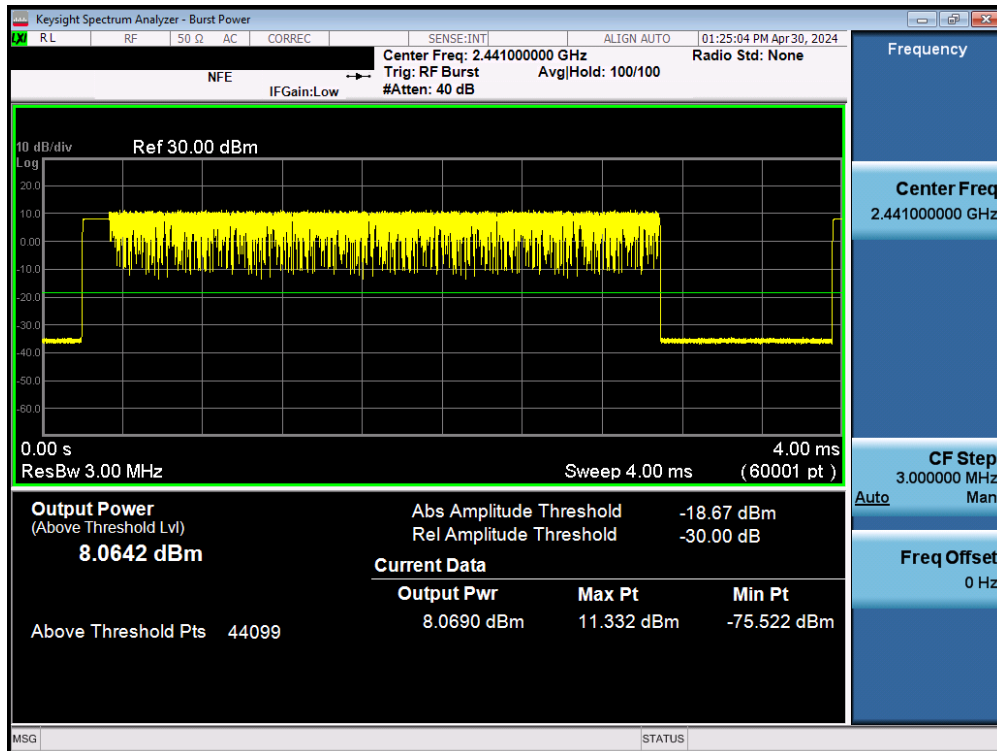 Keysight Spectrum Analyzer - Burst Power
LXI RL RF 50 Ω AC CORREC SENSE:INT ALIGN AUTO 01:25:04 PM Apr 30, 2024
Center Freq: 2.441000000 GHz Radio Std: None
NFE Trig: RF Burst Avg|Hold: 100/100
IFGain:Low #Atten: 40 dB
Frequency
10 dB/div Ref 30.00 dBm
Log
20.0
10.0
0.00
-10.0
-20.0
-30.0
-40.0
-50.0
-60.0
Center Freq
2.441000000 GHz
0.00 s 4.00 ms
ResBw 3.00 MHz Sweep 4.00 ms (60001 pt)
CF Step
3.000000 MHz
Auto Man
Output Power
(Above Threshold Lvl)
8.0642 dBm
Abs Amplitude Threshold -18.67 dBm
Rel Amplitude Threshold -30.00 dB
Current Data
Output Pwr Max Pt Min Pt
8.0690 dBm 11.332 dBm -75.522 dBm
Above Threshold Pts 44099
Freq Offset
0 Hz
MSG STATUS